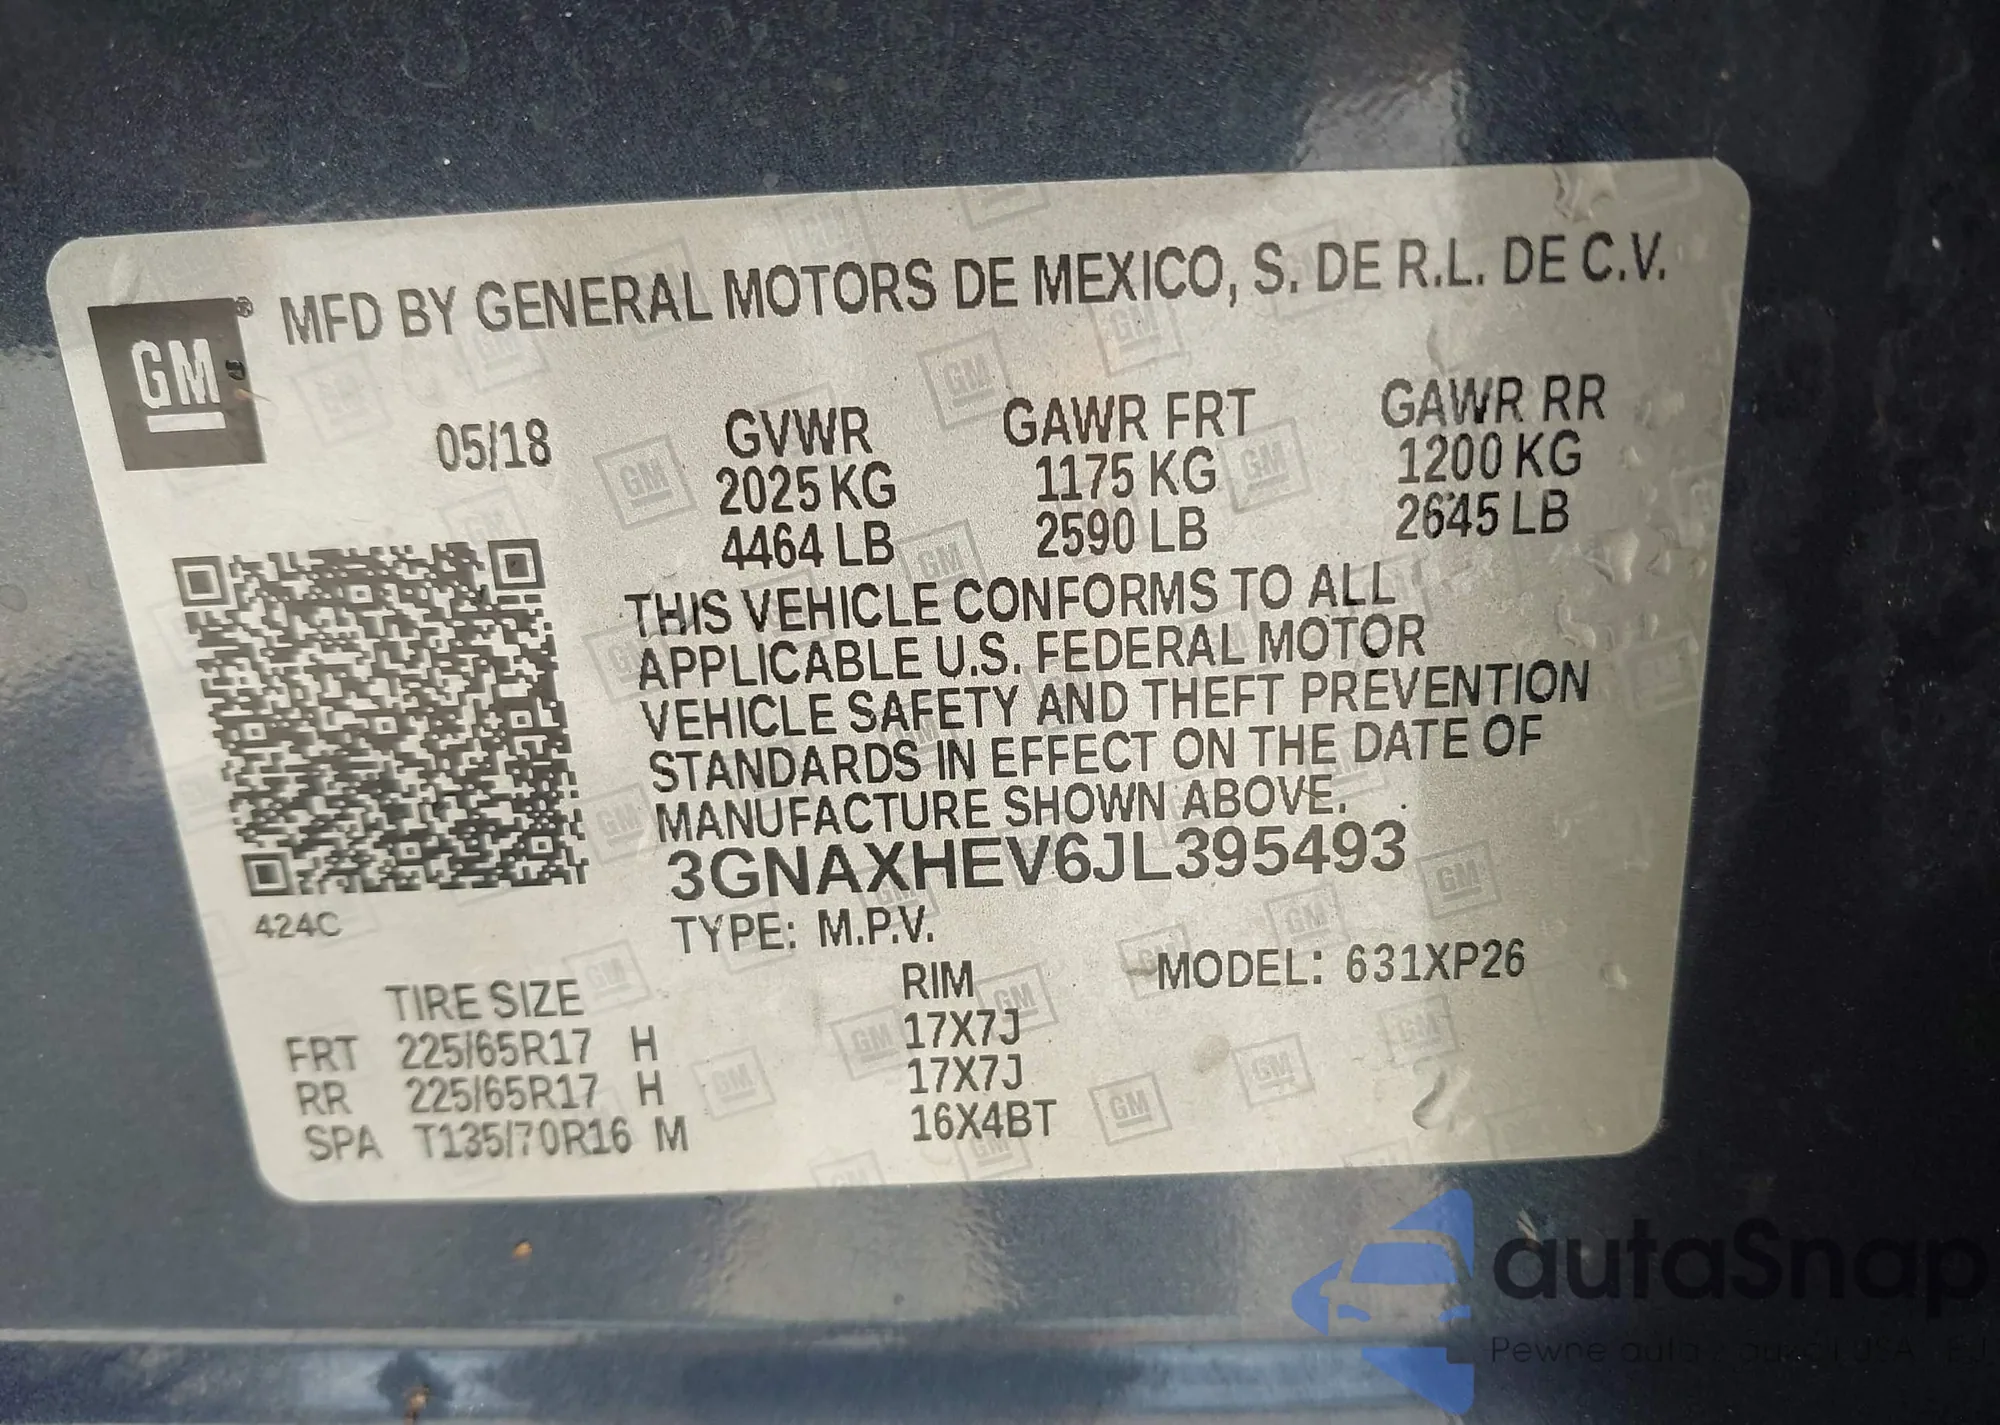 GM ® MFD BY GENERAL MOTORS DE MEXICO, S. DE R.L. DE C.V.
05/18 GVWR GAWR FRT GAWR RR
2025 KG 1175 KG 1200 KG
4464 LB 2590 LB 2645 LB
THIS VEHICLE CONFORMS TO ALL
APPLICABLE U.S. FEDERAL MOTOR
VEHICLE SAFETY AND THEFT PREVENTION
STANDARDS IN EFFECT ON THE DATE OF
MANUFACTURE SHOWN ABOVE.
3GNAXHEV6JL395493
424C
TYPE: M.P.V. MODEL: 631XP26
TIRE SIZE RIM
FRT 225/65R17 H 17X7J
RR 225/65R17 H 17X7J
SPA T135/70R16 M 16X4BT
autaSnap
Pewne auta